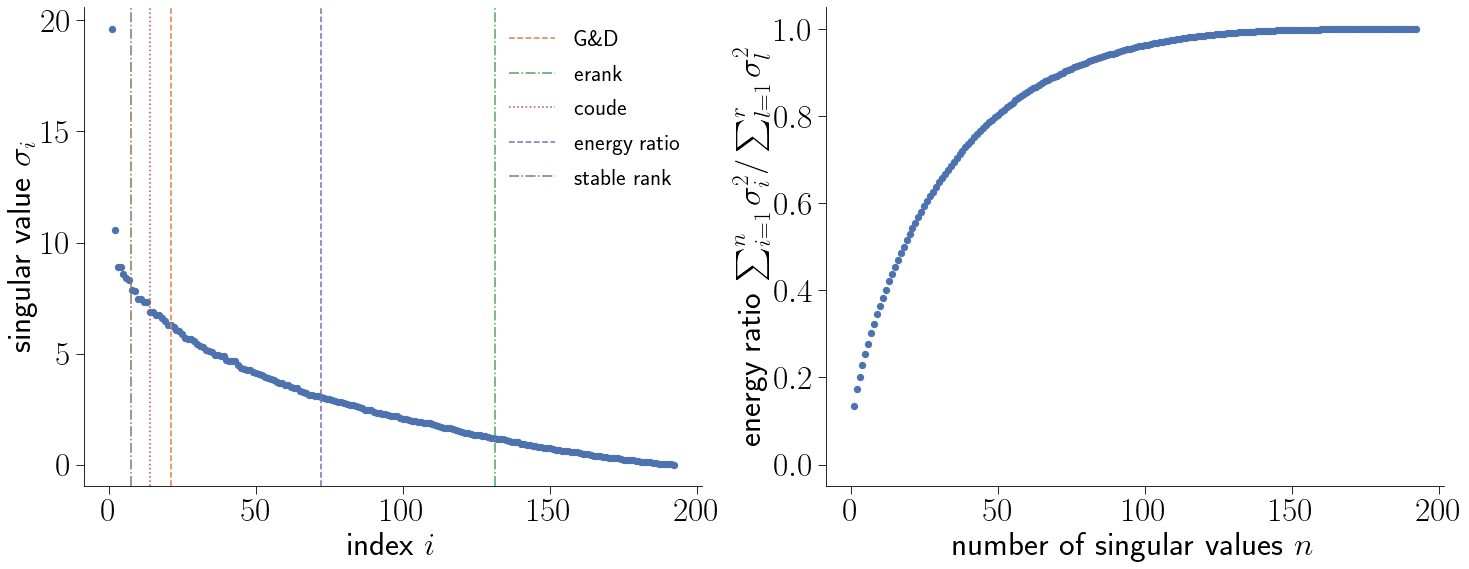 20
15
10
5
0
singular value σ_i
G&D
erank
coude
energy ratio
stable rank
0 50 100 150 200
index i
1.0
0.8
0.6
0.4
0.2
0.0
energy ratio ∑_{i=1}^{n} σ_i^2 / ∑_{l=1}^{r} σ_l^2
0 50 100 150 200
number of singular values n